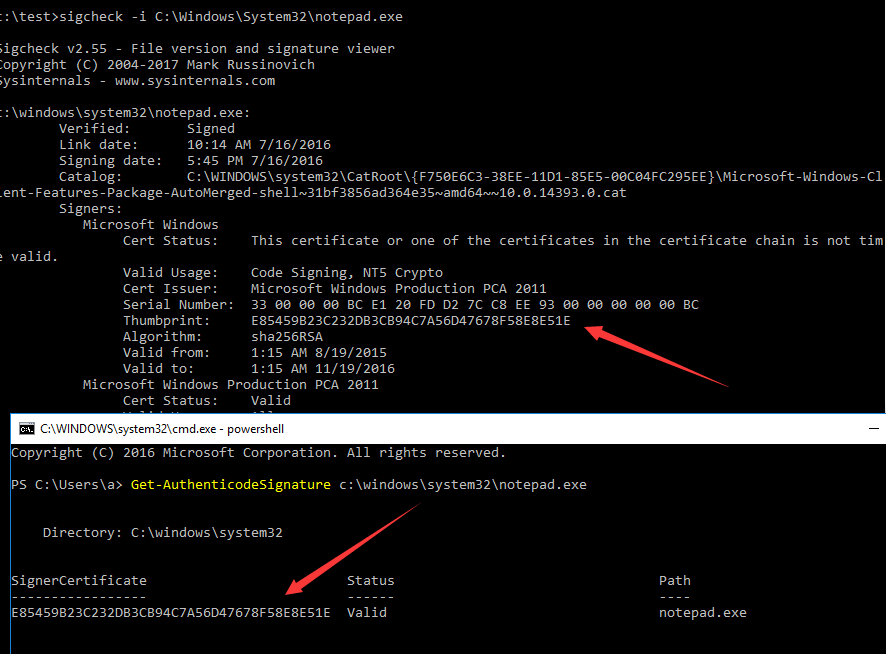 :\test>sigcheck -i C:\Windows\System32\notepad.exe
Sigcheck v2.55 - File version and signature viewer
Copyright (C) 2004-2017 Mark Russinovich
Sysinternals - www.sysinternals.com
:\windows\system32\notepad.exe:
Verified: Signed
Link date: 10:14 AM 7/16/2016
Signing date: 5:45 PM 7/16/2016
Catalog: C:\WINDOWS\system32\CatRoot\{F750E6C3-38EE-11D1-85E5-00C04FC295EE}\Microsoft-Windows-Cl
ient-Features-Package-AutoMerged-shell~31bf3856ad364e35~amd64~~10.0.14393.0.cat
Signers:
Microsoft Windows
Cert Status: This certificate or one of the certificates in the certificate chain is not tim
e valid.
Valid Usage: Code Signing, NT5 Crypto
Cert Issuer: Microsoft Windows Production PCA 2011
Serial Number: 33 00 00 00 BC E1 20 FD D2 7C C8 EE 93 00 00 00 00 00 BC
Thumbprint: E85459B23C232DB3CB94C7A56D47678F58E8E51E
Algorithm: sha256RSA
Valid from: 1:15 AM 8/19/2015
Valid to: 1:15 AM 11/19/2016
Microsoft Windows Production PCA 2011
Cert Status: Valid
C:\WINDOWS\system32\cmd.exe - powershell
Copyright (C) 2016 Microsoft Corporation. All rights reserved.
PS C:\Users\a> Get-AuthenticodeSignature c:\windows\system32\notepad.exe
Directory: C:\windows\system32
SignerCertificate Status Path
----------------- ------ ----
E85459B23C232DB3CB94C7A56D47678F58E8E51E Valid notepad.exe